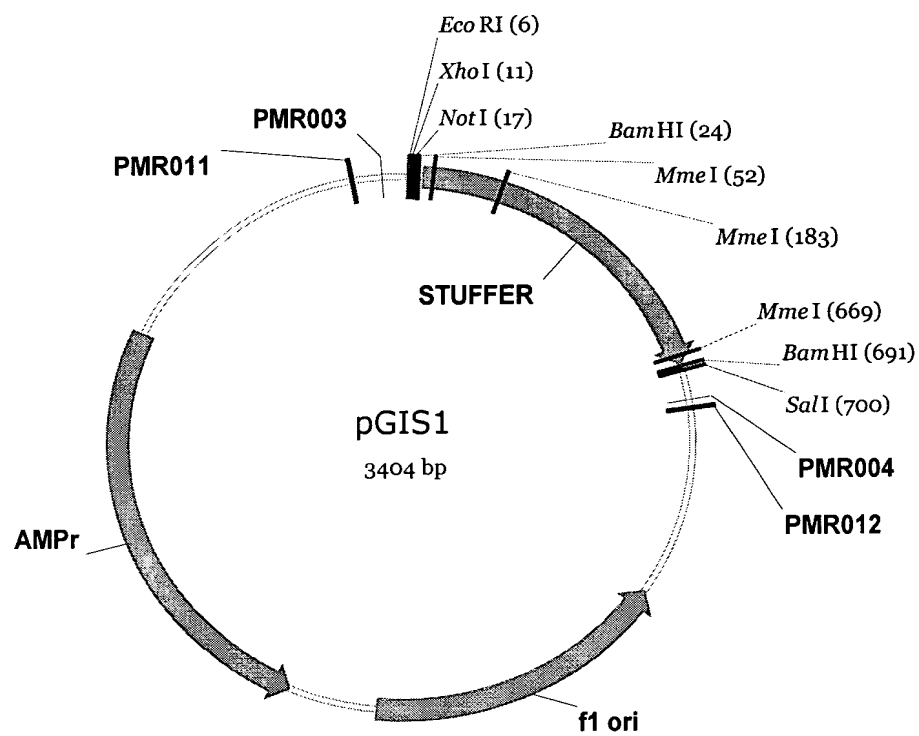 EcoRI (6)
XhoI (11)
PMR003
NotI (17)
BamHI (24)
PMR011
MmeI (52)
MmeI (183)
STUFFER
MmeI (669)
BamHI (691)
SalI (700)
pGIS1
3404 bp
PMR004
PMR012
AMPr
f1 ori